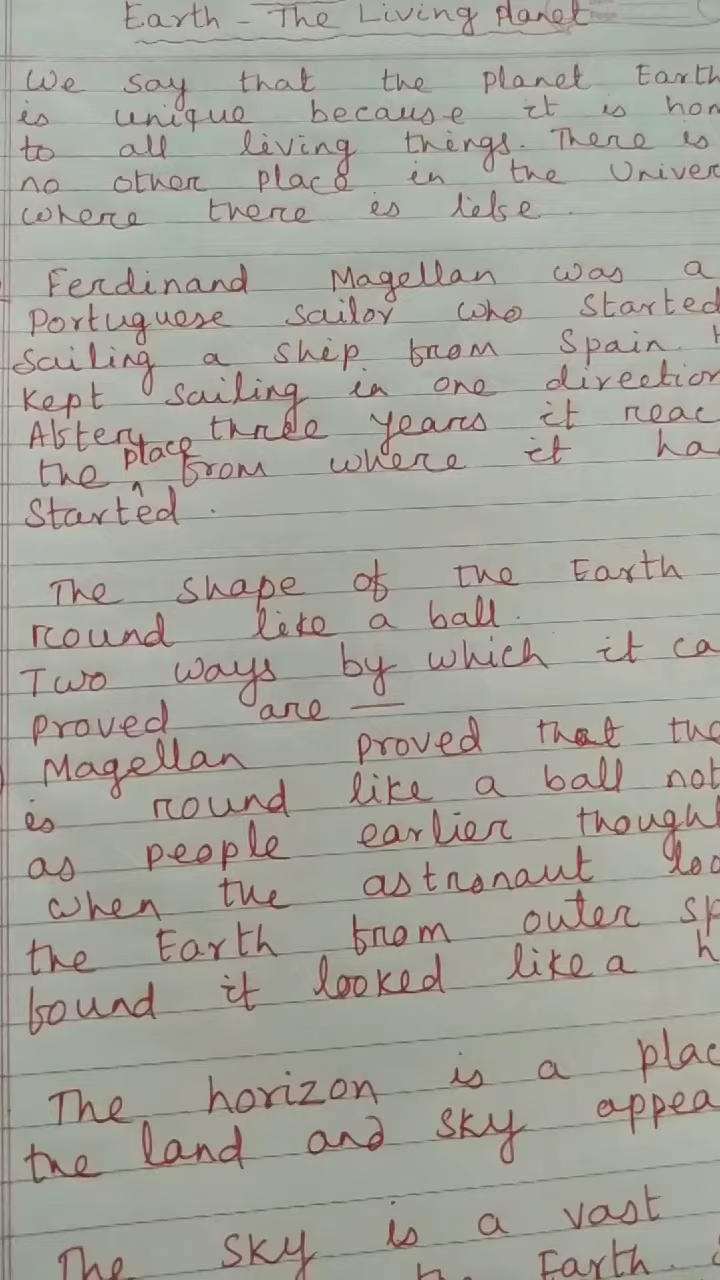 Earth - The Living Planet
We say that the planet Earth
is unique because it is hom
to all living things. There is
no other place in the Univer
where there is life.
Ferdinand Magellan was a
Portuguese sailor who started
sailing a ship from Spain. H
Kept sailing in one direction
After three years it reac
the place from where it ha
started.
The shape of the Earth
round like a ball.
Two ways by which it ca
proved are —
Magellan proved that the
is round like a ball not
as people earlier though
when the astronaut loo
the Earth from outer sp
found it looked like a h
The horizon is a plac
the land and sky appea
The sky is a vast
Earth.